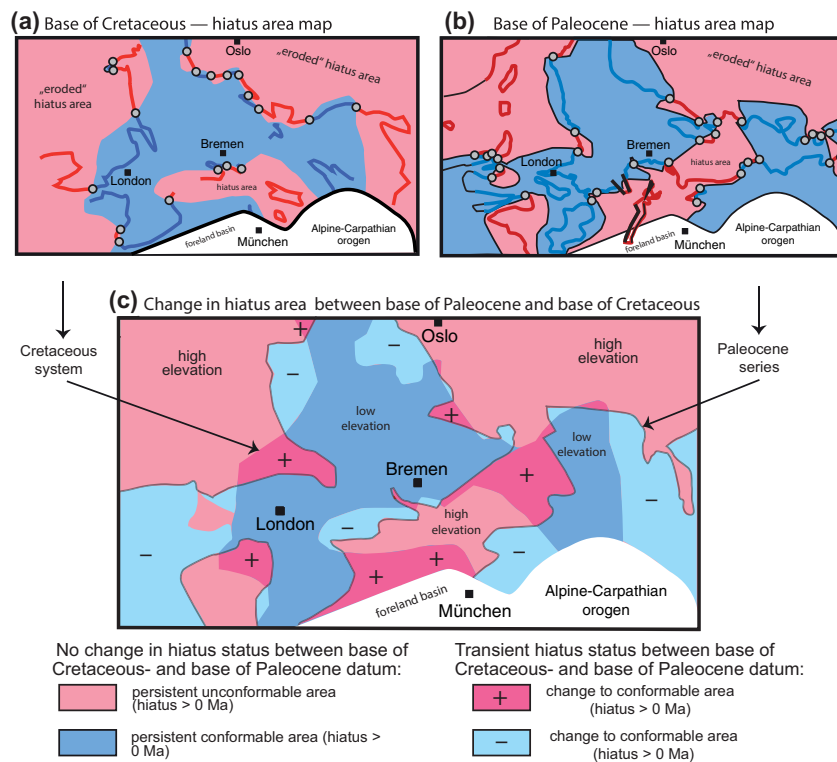 (a) Base of Cretaceous — hiatus area map
Oslo
„eroded" hiatus area
„eroded"
hiatus area
Bremen
London
hiatus area
foreland basin
München
Alpine-Carpathian
orogen
(b) Base of Paleocene — hiatus area map
Oslo
„eroded" hiatus area
Bremen
London
hiatus area
foreland basin
München
Alpine-Carpathian
orogen
(c) Change in hiatus area between base of Paleocene and base of Cretaceous
Cretaceous
system
Paleocene
series
+
Oslo
high
elevation
−
−
high
elevation
low
elevation
+
low
elevation
+
Bremen
+
London
high
elevation
−
−
−
+
+
+
−
foreland basin
München
Alpine-Carpathian
orogen
No change in hiatus status between base of
Cretaceous- and base of Paleocene datum:
persistent unconformable area
(hiatus > 0 Ma)
persistent conformable area (hiatus >
0 Ma)
Transient hiatus status between base of
Cretaceous- and base of Paleocene datum:
+
change to conformable area
(hiatus > 0 Ma)
−
change to conformable area
(hiatus > 0 Ma)